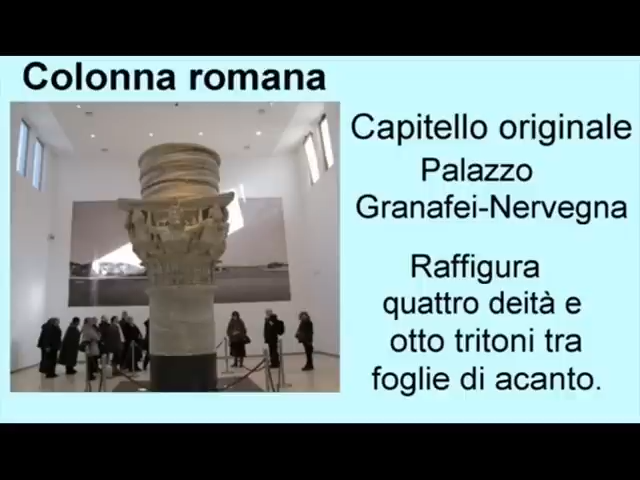 Colonna romana
Capitello originale
Palazzo
Granafei-Nervegna
Raffigura
quattro deità e
otto tritoni tra
foglie di acanto.